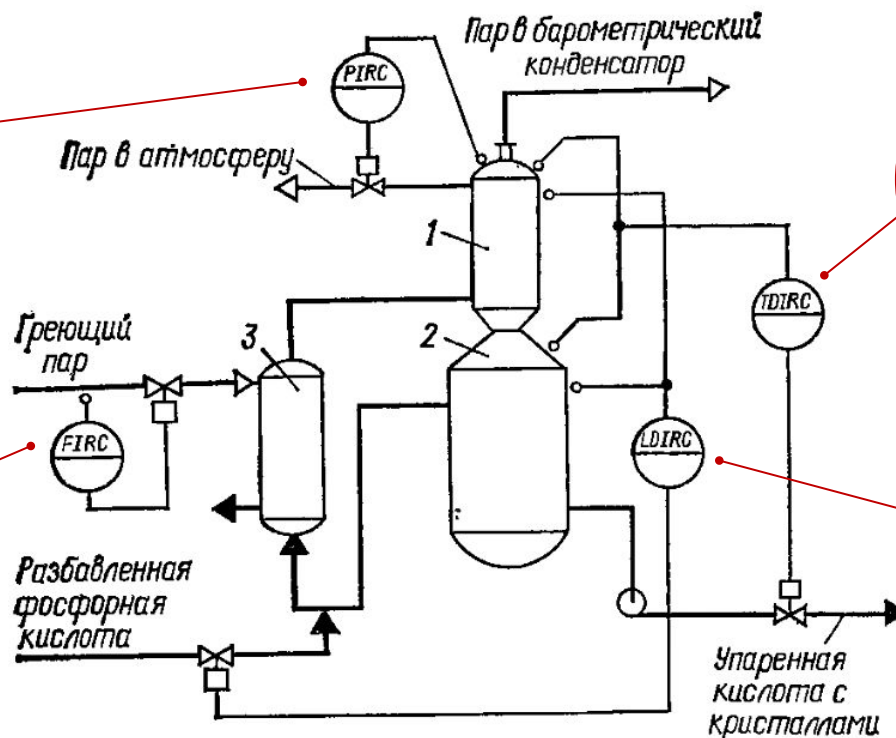 PIRC
Пар в барометрический
конденсатор
Пар в атмосферу
1
TDIRC
Греющий
пар
3
2
FIRC
LDIRC
Разбавленная
фосфорная
кислота
Упаренная
кислота с
кристаллами